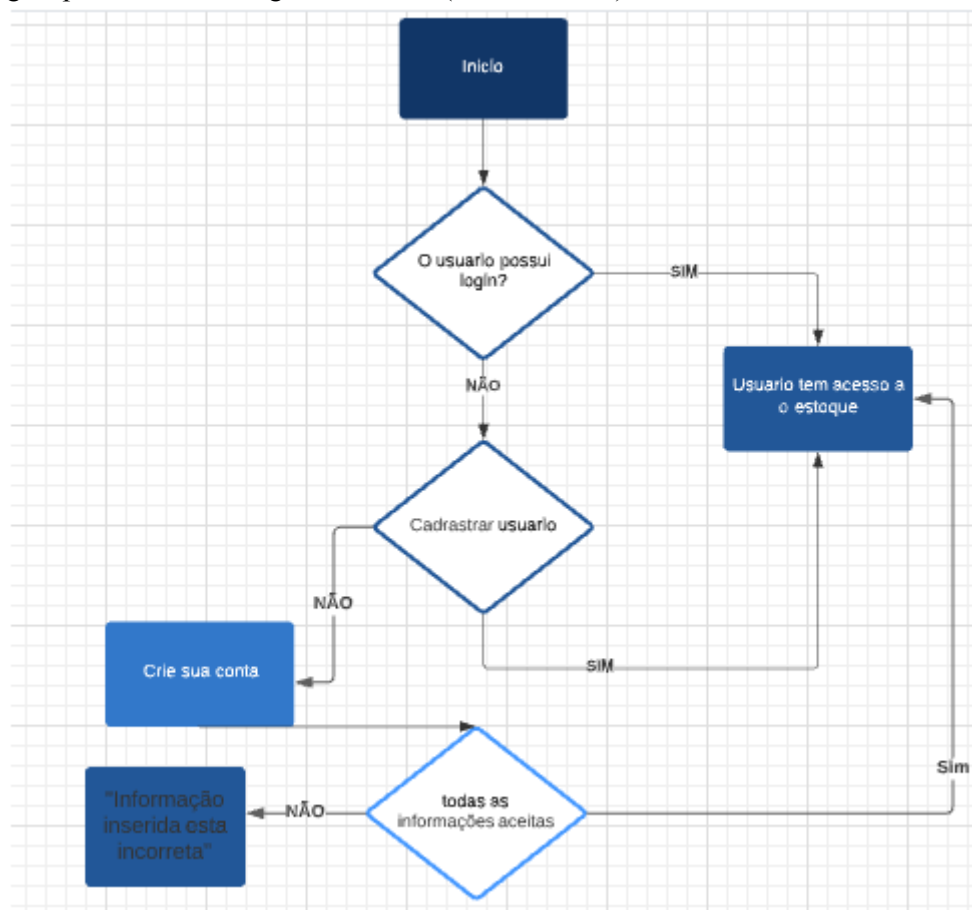 Inicio
O usuario possui
login?
SIM
NÃO
Usuario tem acesso a
o estoque
Cadrastrar usuario
NÃO
SIM
Crie sua conta
Sim
todas as
informações aceitas
NÃO
"Informação
inserida esta
incorreta"